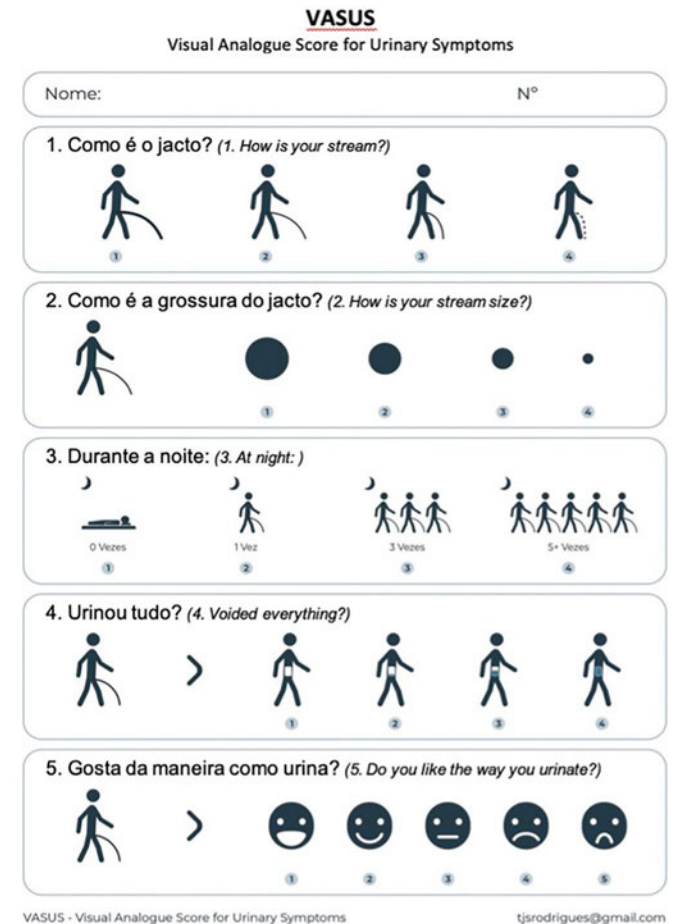 VASUS
Visual Analogue Score for Urinary Symptoms
Nome: Nº
1. Como é o jacto? (1. How is your stream?)
1 2 3 4
2. Como é a grossura do jacto? (2. How is your stream size?)
1 2 3 4
3. Durante a noite: (3. At night: )
0 Vezes 1 Vez 3 Vezes 5+ Vezes
1 2 3 4
4. Urinou tudo? (4. Voided everything?)
1 2 3 4
5. Gosta da maneira como urina? (5. Do you like the way you urinate?)
1 2 3 4 5
VASUS - Visual Analogue Score for Urinary Symptoms tjsrodrigues@gmail.com